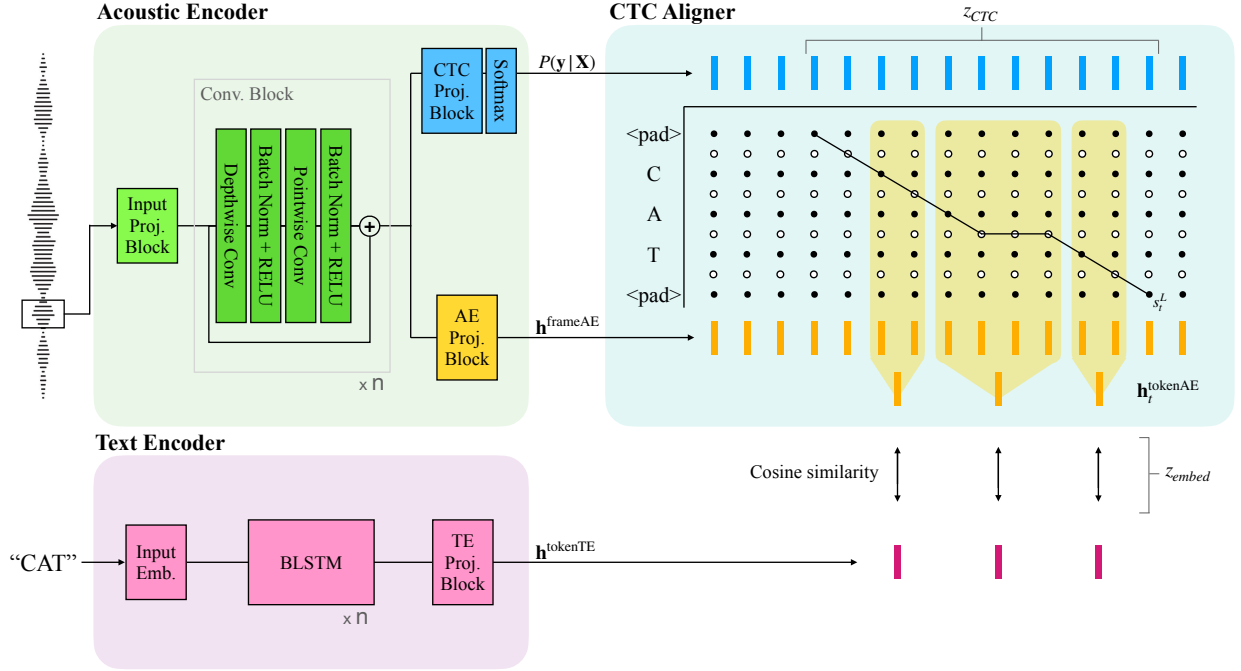 Acoustic Encoder
CTC Aligner
z_CTC
Conv. Block
CTC
Proj.
Block
Softmax
P(y | X)
Input
Proj.
Block
Depthwise Conv
Batch Norm + RELU
Pointwise Conv
Batch Norm + RELU
+
x n
AE
Proj.
Block
h^frameAE
<pad>
C
A
T
<pad>
s_t^L
h_t^tokenAE
Text Encoder
Cosine similarity
z_embed
“CAT”
Input
Emb.
BLSTM
x n
TE
Proj.
Block
h^tokenTE